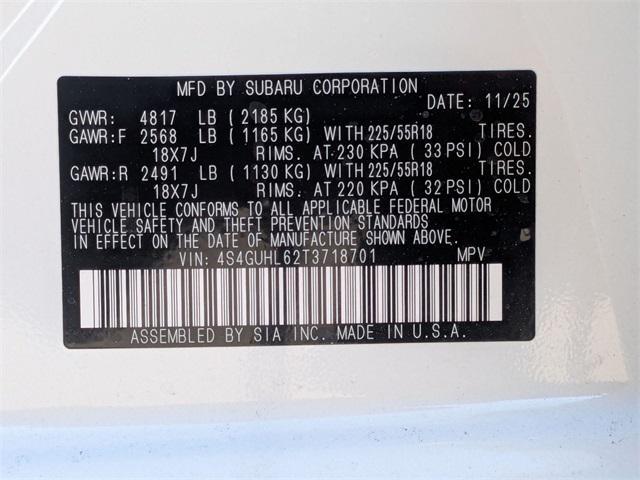 MFD BY SUBARU CORPORATION
DATE: 11/25
GVWR: 4817 LB ( 2185 KG)
GAWR:F 2568 LB ( 1165 KG) WITH 225/55R18 TIRES.
18X7J RIMS. AT 230 KPA ( 33 PSI) COLD
GAWR:R 2491 LB ( 1130 KG) WITH 225/55R18 TIRES.
18X7J RIMS. AT 220 KPA ( 32 PSI) COLD
THIS VEHICLE CONFORMS TO ALL APPLICABLE FEDERAL MOTOR
VEHICLE SAFETY AND THEFT PREVENTION STANDARDS
IN EFFECT ON THE DATE OF MANUFACTURE SHOWN ABOVE.
VIN: 4S4GUHL62T3718701 MPV
ASSEMBLED BY SIA INC. MADE IN U.S.A.